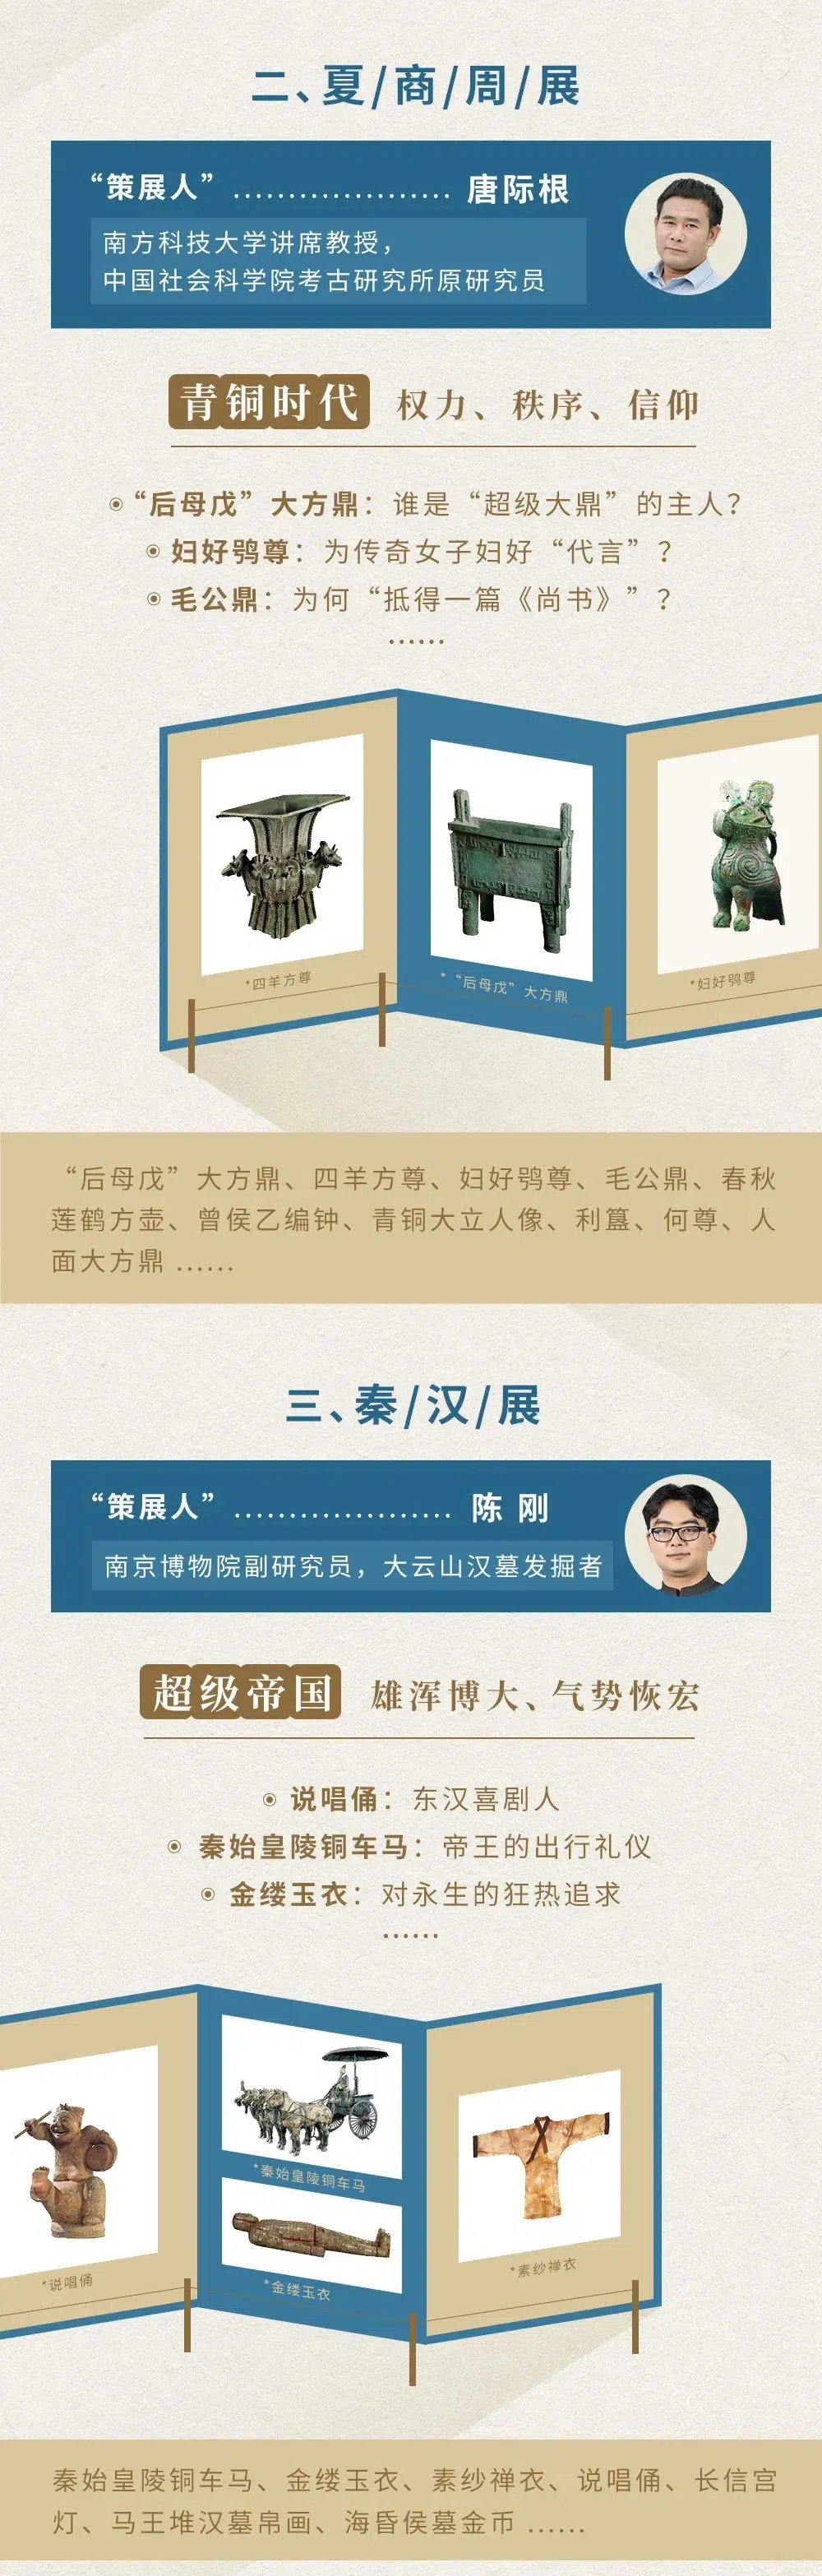 二、夏/商/周/展
“策展人” .................... 唐际根
南方科技大学讲席教授，
中国社会科学院考古研究所原研究员
青铜时代 权力、秩序、信仰
“后母戊”大方鼎：谁是“超级大鼎”的主人？
妇好鸮尊：为传奇女子妇好“代言”？
毛公鼎：为何“抵得一篇《尚书》”？
......
*四羊方尊
*“后母戊”大方鼎
*妇好鸮尊
“后母戊”大方鼎、四羊方尊、妇好鸮尊、毛公鼎、春秋
莲鹤方壶、曾侯乙编钟、青铜大立人像、利簋、何尊、人
面大方鼎 ......
三、秦/汉/展
“策展人” .................... 陈 刚
南京博物院副研究员，大云山汉墓发掘者
超级帝国 雄浑博大、气势恢宏
说唱俑：东汉喜剧人
秦始皇陵铜车马：帝王的出行礼仪
金缕玉衣：对永生的狂热追求
......
*说唱俑
*秦始皇陵铜车马
*金缕玉衣
*素纱禅衣
秦始皇陵铜车马、金缕玉衣、素纱禅衣、说唱俑、长信宫
灯、马王堆汉墓帛画、海昏侯墓金币 ......